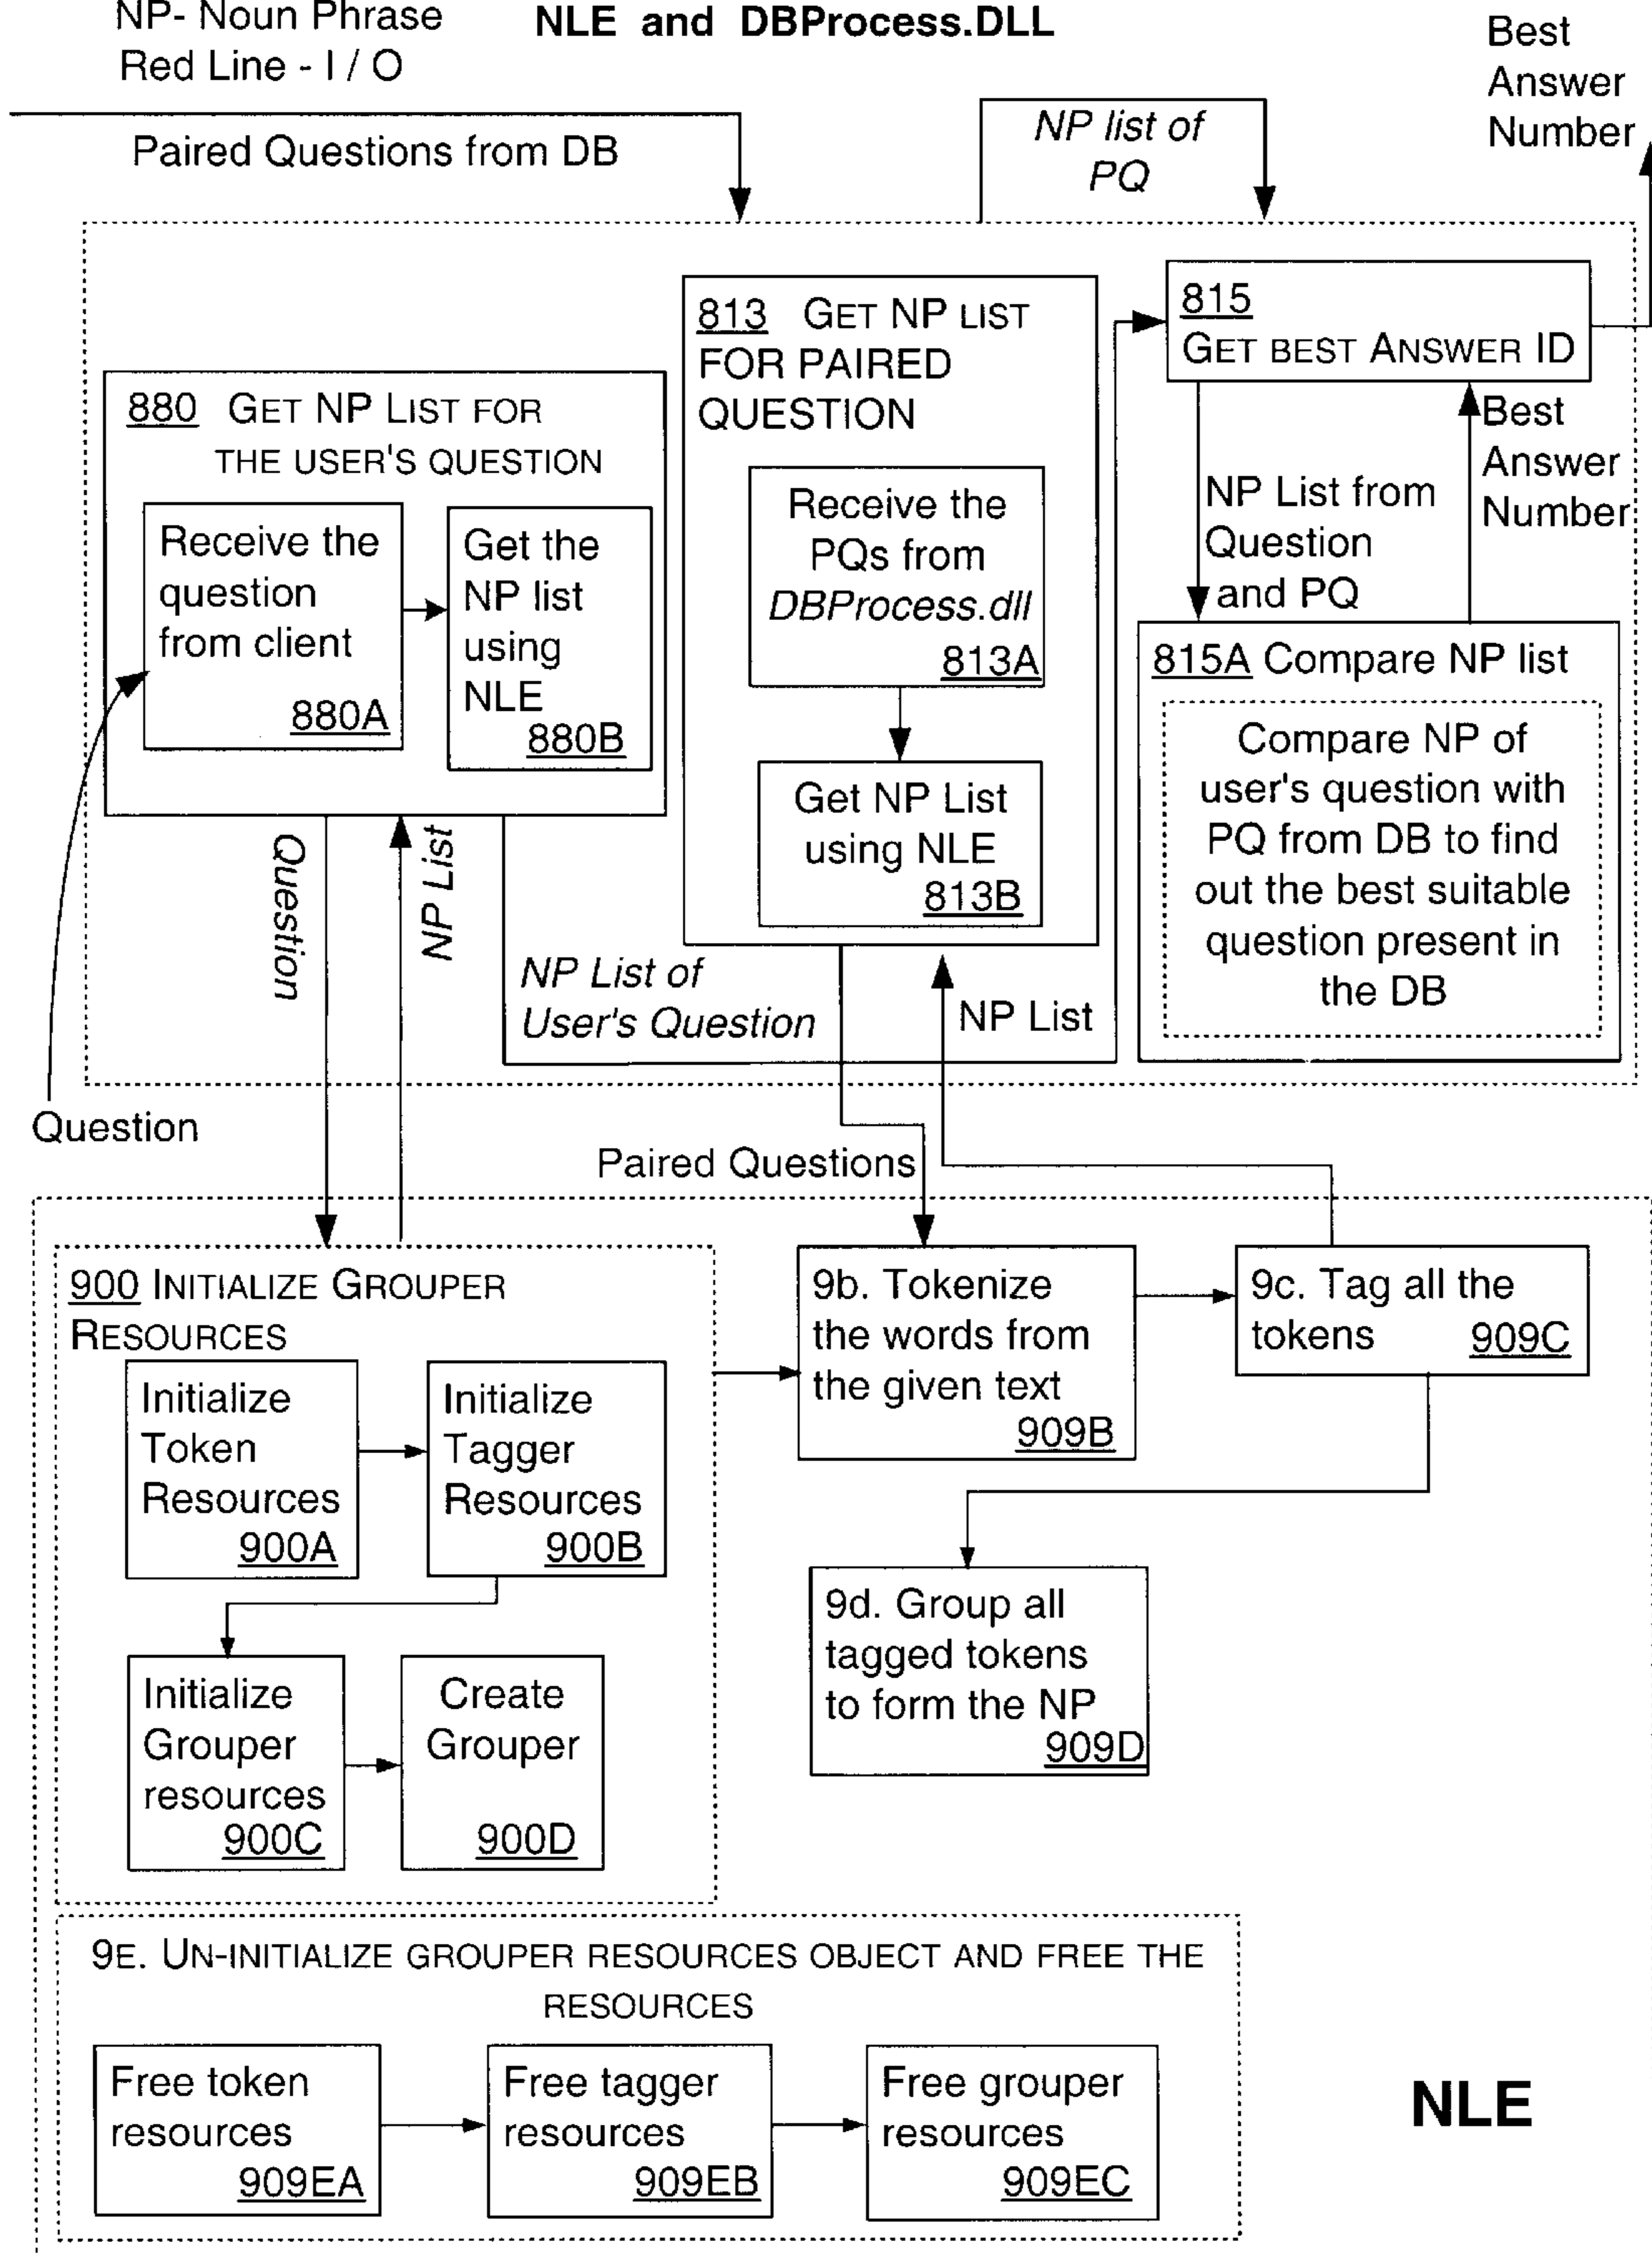 NP- Noun Phrase
Red Line - I / O
NLE and DBProcess.DLL
Best
Answer
Number
Paired Questions from DB
NP list of
PQ
880 GET NP LIST FOR
THE USER'S QUESTION
Receive the
question
from client
880A
Get the
NP list
using
NLE
880B
813 GET NP LIST
FOR PAIRED
QUESTION
Receive the
PQs from
DBProcess.dll
813A
Get NP List
using NLE
813B
815
GET BEST ANSWER ID
NP List from
Question
and PQ
Best
Answer
Number
815A Compare NP list
Compare NP of
user's question with
PQ from DB to find
out the best suitable
question present in
the DB
Question
NP List
NP List of
User's Question
NP List
Question
Paired Questions
900 INITIALIZE GROUPER
RESOURCES
Initialize
Token
Resources
900A
Initialize
Tagger
Resources
900B
Initialize
Grouper
resources
900C
Create
Grouper
900D
9b. Tokenize
the words from
the given text
909B
9c. Tag all the
tokens 909C
9d. Group all
tagged tokens
to form the NP
909D
9E. UN-INITIALIZE GROUPER RESOURCES OBJECT AND FREE THE
RESOURCES
Free token
resources
909EA
Free tagger
resources
909EB
Free grouper
resources
909EC
NLE